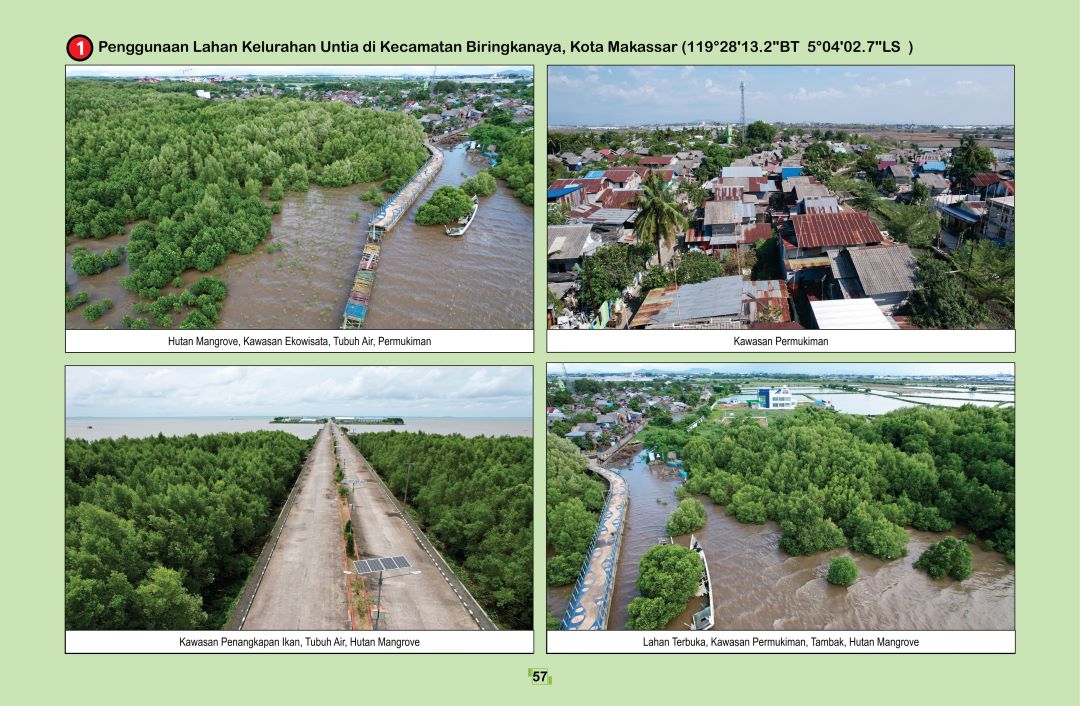 1 Penggunaan Lahan Kelurahan Untia di Kecamatan Biringkanaya, Kota Makassar (119°28'13.2"BT 5°04'02.7"LS )
Hutan Mangrove, Kawasan Ekowisata, Tubuh Air, Permukiman
Kawasan Permukiman
Kawasan Penangkapan Ikan, Tubuh Air, Hutan Mangrove
Lahan Terbuka, Kawasan Permukiman, Tambak, Hutan Mangrove
57